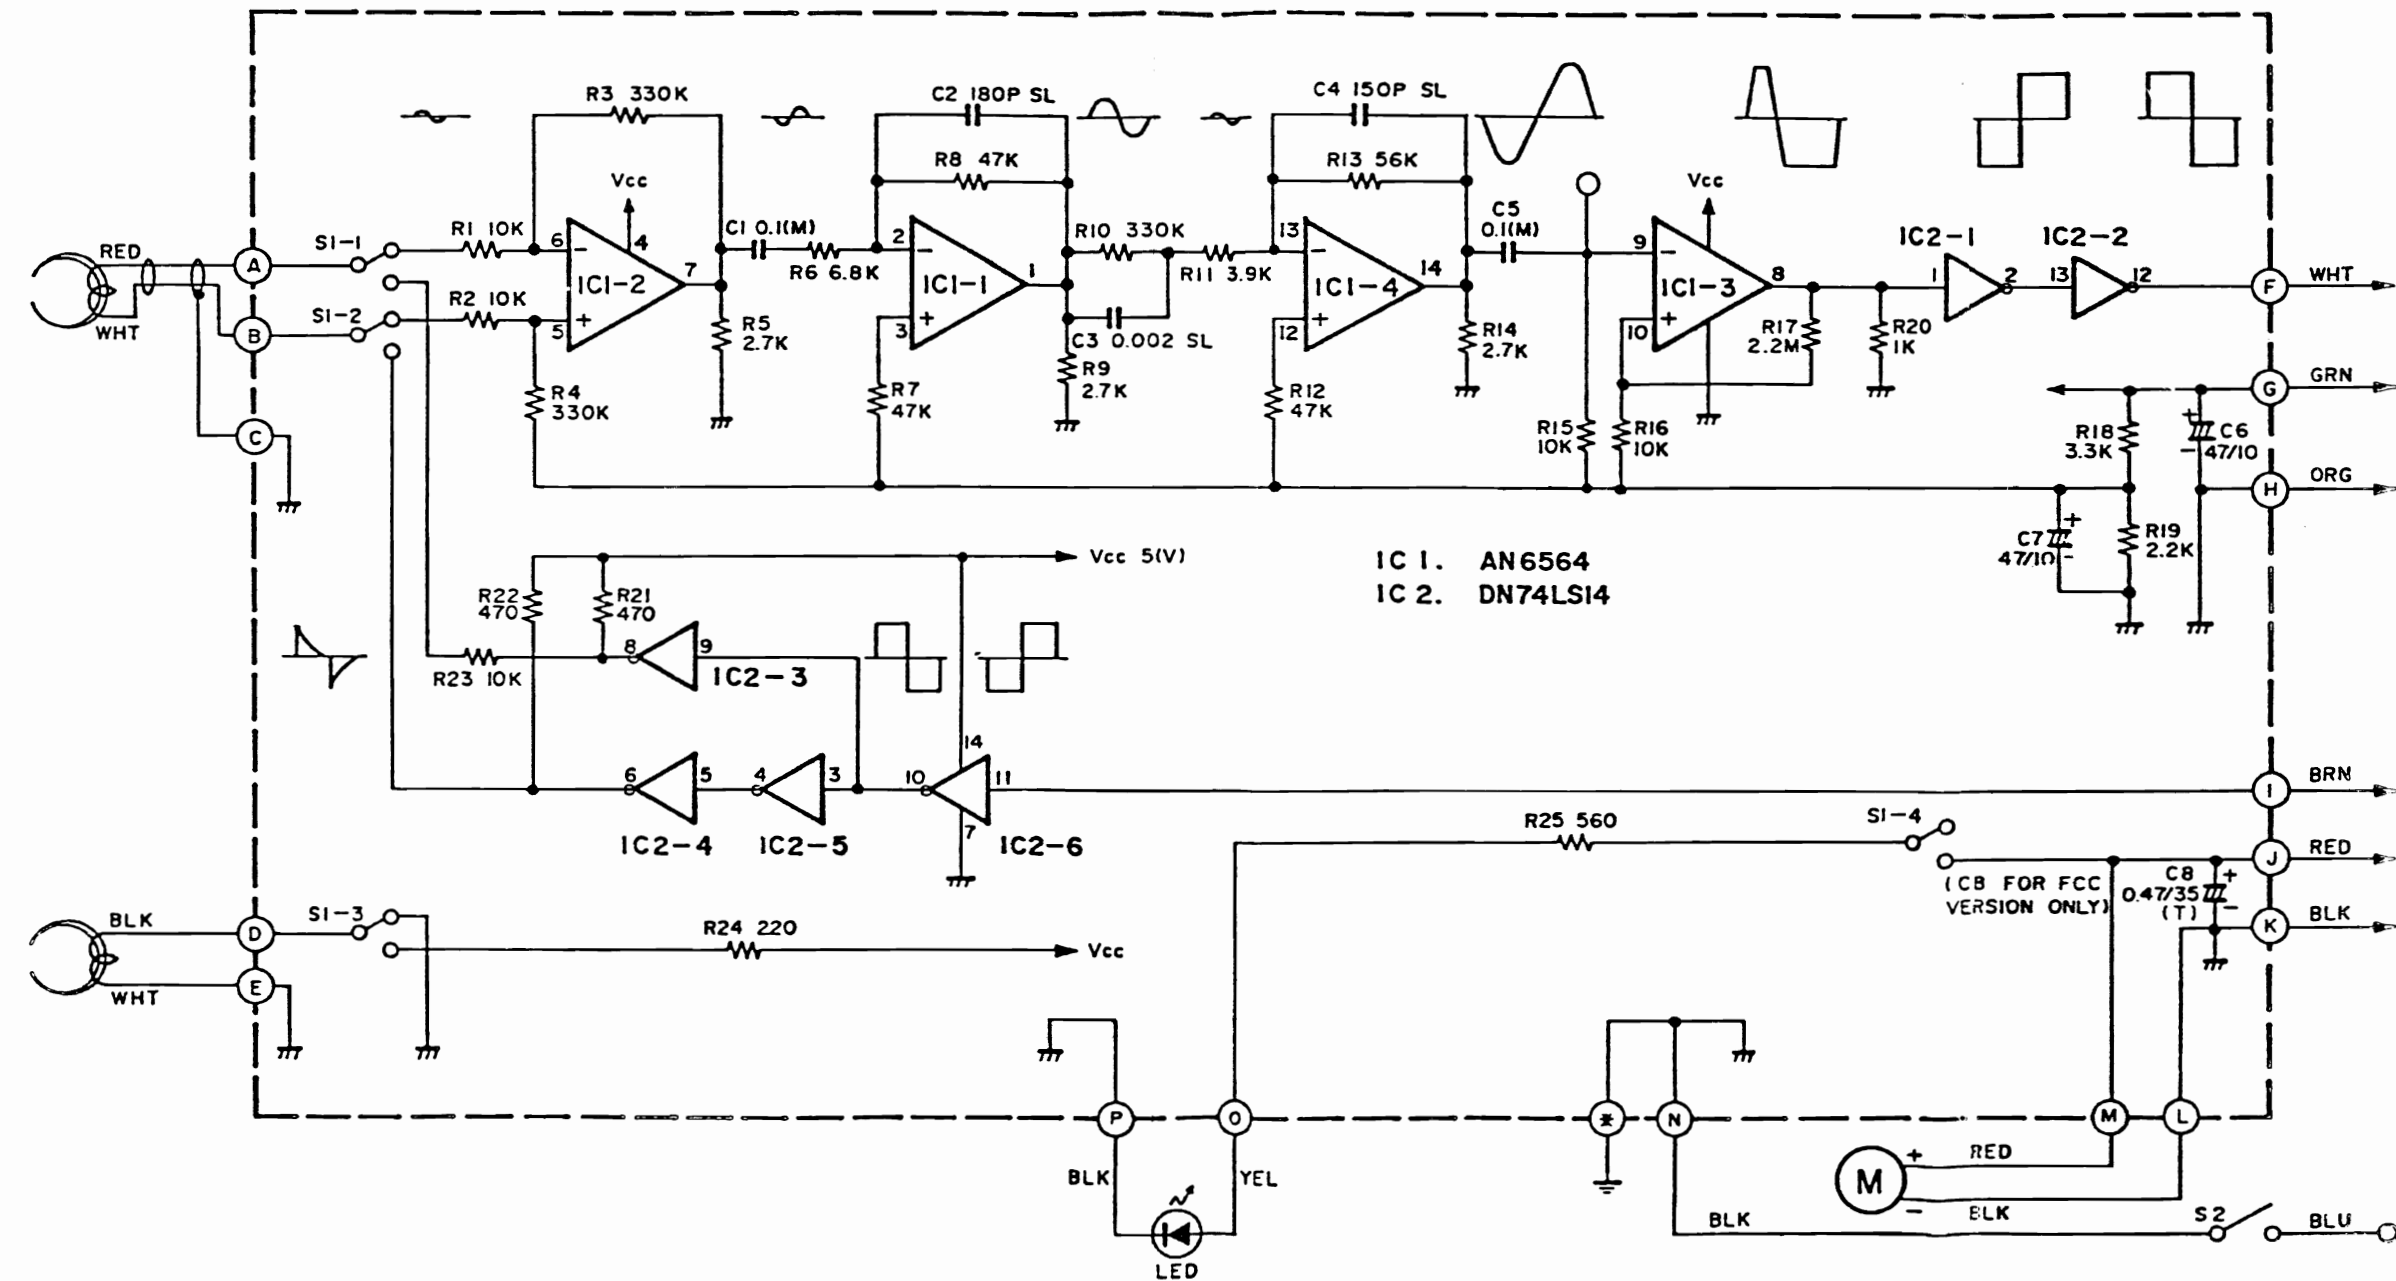 R3 330K
C2 180P SL
C4 150P SL
R8 47K
R13 56K
Vcc
Vcc
RED
A
S1-1
R1 10K
6
-
4
IC1-2
7
C1 0.1(M)
R6 6.8K
2
-
IC1-1
1
R10 330K
R11 3.9K
13
-
IC1-4
14
C5
0.1(M)
9
-
IC1-3
8
IC2-1
1
2
IC2-2
13
12
F
WHT
WHT
B
S1-2
R2 10K
5
+
R5
2.7K
3
+
C3 0.002 SL
R9
2.7K
12
+
R14
2.7K
10
+
R17
2.2M
R20
1K
C
R4
330K
R7
47K
R12
47K
R15
10K
R16
10K
G
GRN
R18
3.3K
+
C6
-
47/10
H
ORG
C7
47/10
+
-
R19
2.2K
Vcc 5(V)
IC 1. AN6564
IC 2. DN74LS14
R22
470
R21
470
R23 10K
8
9
IC2-3
6
5
IC2-4
4
3
IC2-5
10
14
11
7
IC2-6
I
BRN
R25 560
S1-4
J
RED
(CB FOR FCC
VERSION ONLY)
C8
0.47/35
(T)
+
-
K
BLK
BLK
D
S1-3
R24 220
Vcc
WHT
E
P
O
*
N
M
L
BLK
YEL
LED
M
+
RED
-
BLK
BLK
S2
BLU